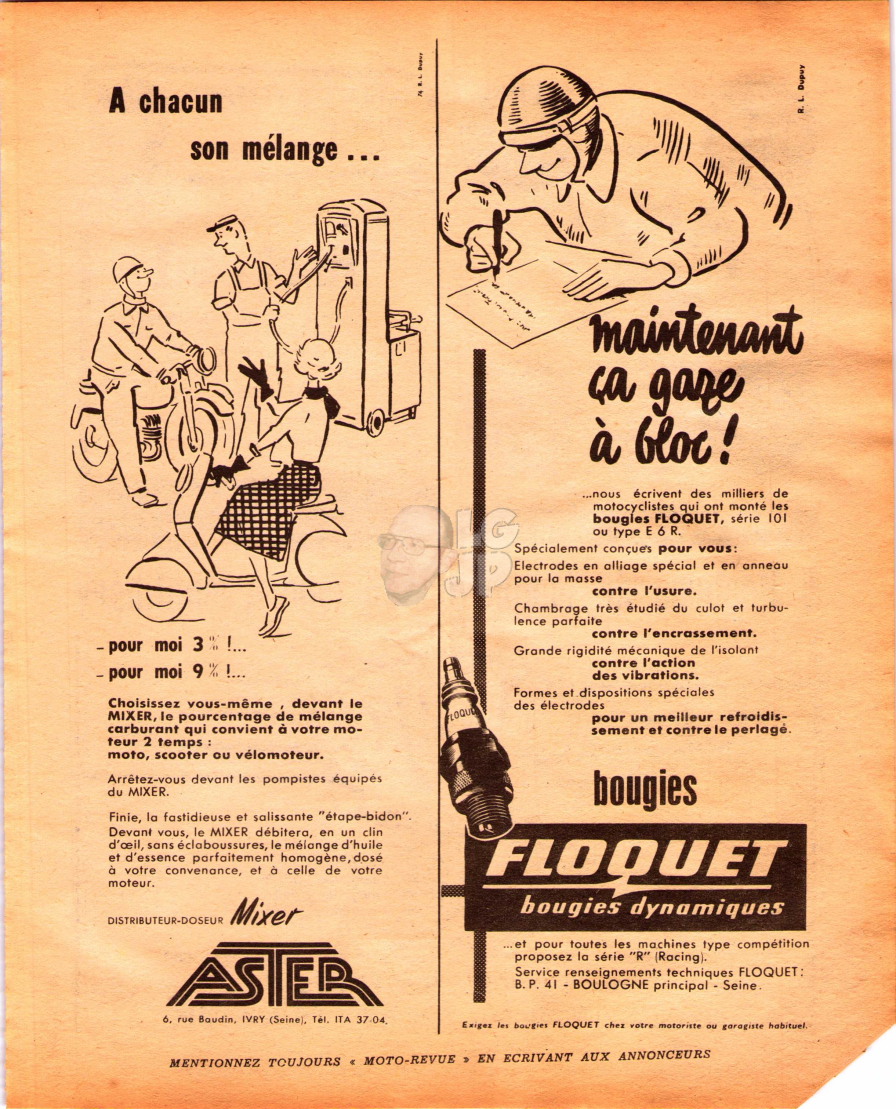 A chacun
son mélange ...
R. L. Dupuy
- pour moi 3 % !...
- pour moi 9 % !...
Choisissez vous-même , devant le
MIXER, le pourcentage de mélange
carburant qui convient à votre mo-
teur 2 temps :
moto, scooter ou vélomoteur.
Arrêtez-vous devant les pompistes équipés
du MIXER.
Finie, la fastidieuse et salissante "étape-bidon".
Devant vous, le MIXER débitera, en un clin
d'œil, sans éclaboussures, le mélange d'huile
et d'essence parfaitement homogène, dosé
à votre convenance, et à celle de votre
moteur.
DISTRIBUTEUR-DOSEUR Mixer
ASTER
6, rue Baudin, IVRY (Seine), Tél. ITA 37-04.
R. L. Dupuy
maintenant
ça gaze
à bloc !
...nous écrivent des milliers de
motocyclistes qui ont monté les
bougies FLOQUET, série 101
ou type E 6 R.
Spécialement conçues pour vous :
Electrodes en alliage spécial et en anneau
pour la masse
contre l'usure.
Chambrage très étudié du culot et turbu-
lence parfaite
contre l'encrassement.
Grande rigidité mécanique de l'isolant
contre l'action
des vibrations.
Formes et dispositions spéciales
des électrodes
pour un meilleur refroidis-
sement et contre le perlage.
FLOQUET
bougies
FLOQUET
bougies dynamiques
...et pour toutes les machines type compétition
proposez la série "R" (Racing).
Service renseignements techniques FLOQUET :
B. P. 41 - BOULOGNE principal - Seine.
Exigez les bougies FLOQUET chez votre motoriste ou garagiste habituel.
MENTIONNEZ TOUJOURS « MOTO-REVUE » EN ECRIVANT AUX ANNONCEURS
LG
JP